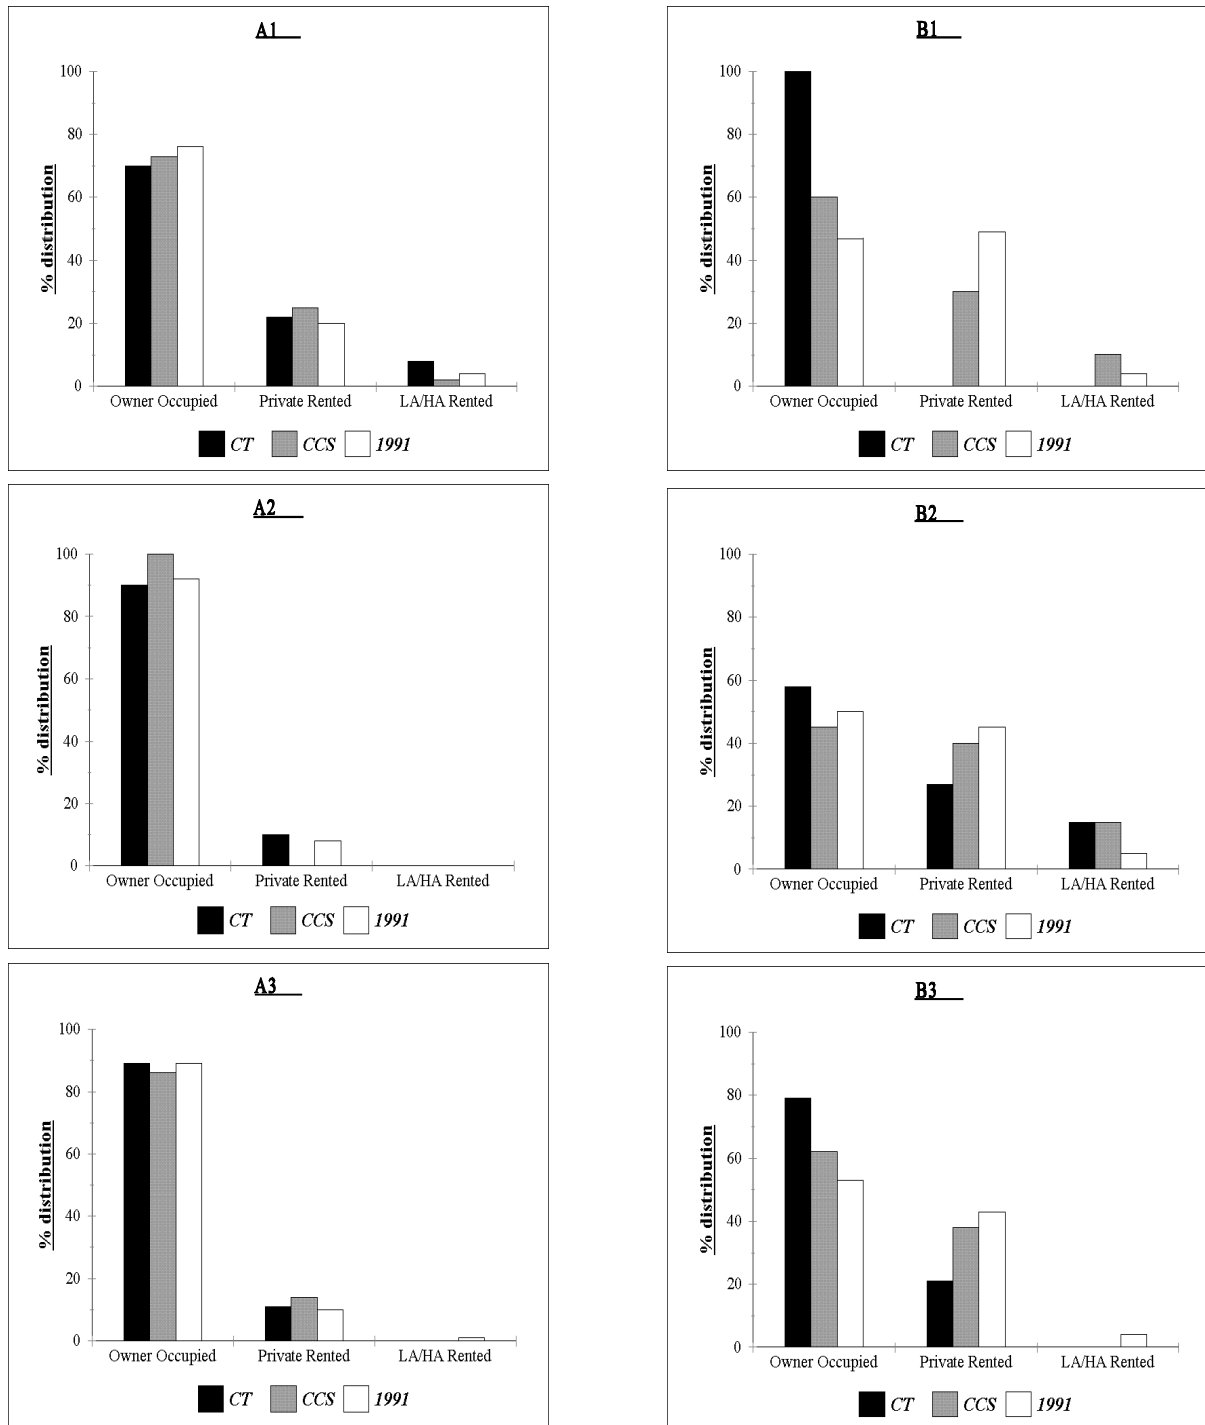 A1
% distribution
100
80
60
40
20
0
Owner Occupied Private Rented LA/HA Rented
CT CCS 1991
B1
% distribution
100
80
60
40
20
0
Owner Occupied Private Rented LA/HA Rented
CT CCS 1991
A2
% distribution
100
80
60
40
20
0
Owner Occupied Private Rented LA/HA Rented
CT CCS 1991
B2
% distribution
100
80
60
40
20
0
Owner Occupied Private Rented LA/HA Rented
CT CCS 1991
A3
% distribution
100
80
60
40
20
0
Owner Occupied Private Rented LA/HA Rented
CT CCS 1991
B3
% distribution
100
80
60
40
20
0
Owner Occupied Private Rented LA/HA Rented
CT CCS 1991